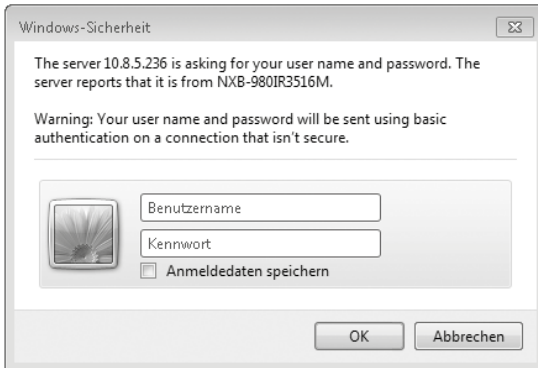 Windows-Sicherheit
The server 10.8.5.236 is asking for your user name and password. The
server reports that it is from NXB-980IR3516M.
Warning: Your user name and password will be sent using basic
authentication on a connection that isn't secure.
Benutzername
Kennwort
Anmeldedaten speichern
OK
Abbrechen